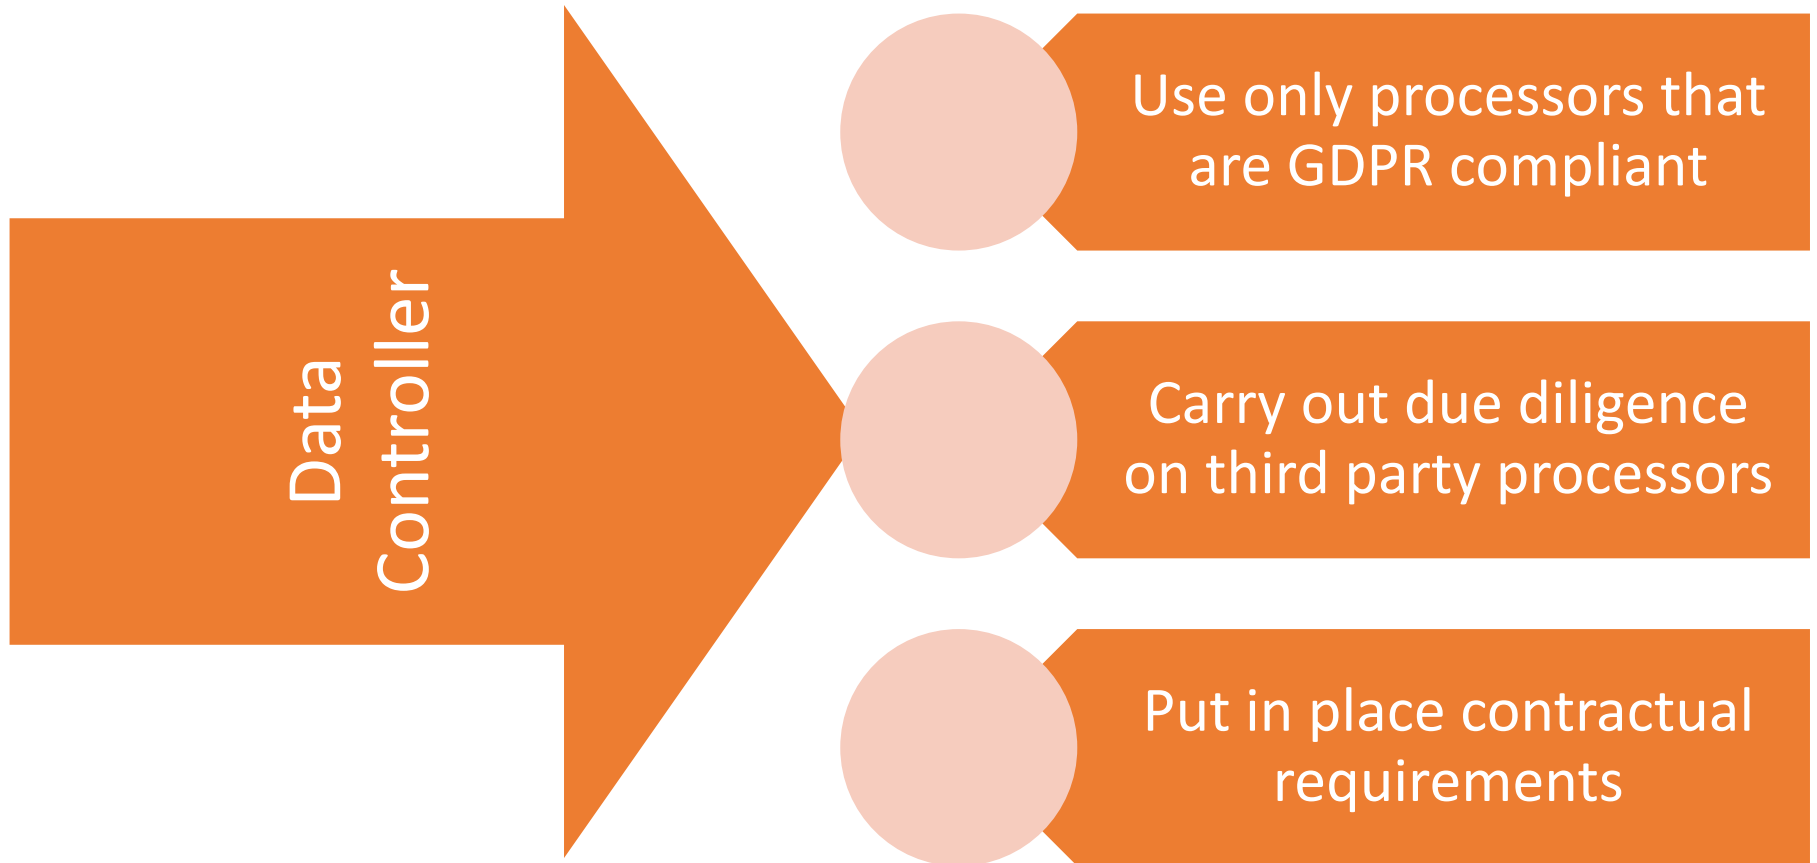 Data
Controller
Use only processors that
are GDPR compliant
Carry out due diligence
on third party processors
Put in place contractual
requirements